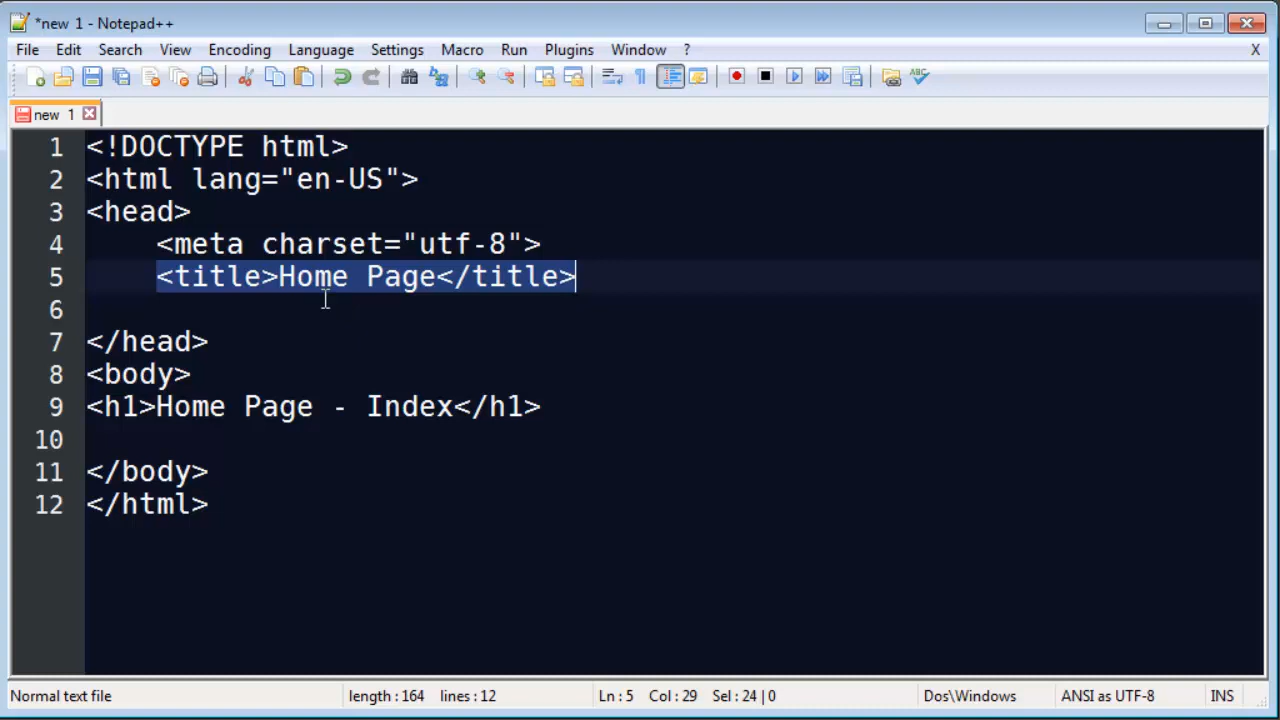 *new 1 - Notepad++
File Edit Search View Encoding Language Settings Macro Run Plugins Window ? X
new 1
1 <!DOCTYPE html>
2 <html lang="en-US">
3 <head>
4 <meta charset="utf-8">
5 <title>Home Page</title>
6
7 </head>
8 <body>
9 <h1>Home Page - Index</h1>
10
11 </body>
12 </html>
Normal text file length : 164 lines : 12 Ln : 5 Col : 29 Sel : 24 | 0 Dos\Windows ANSI as UTF-8 INS